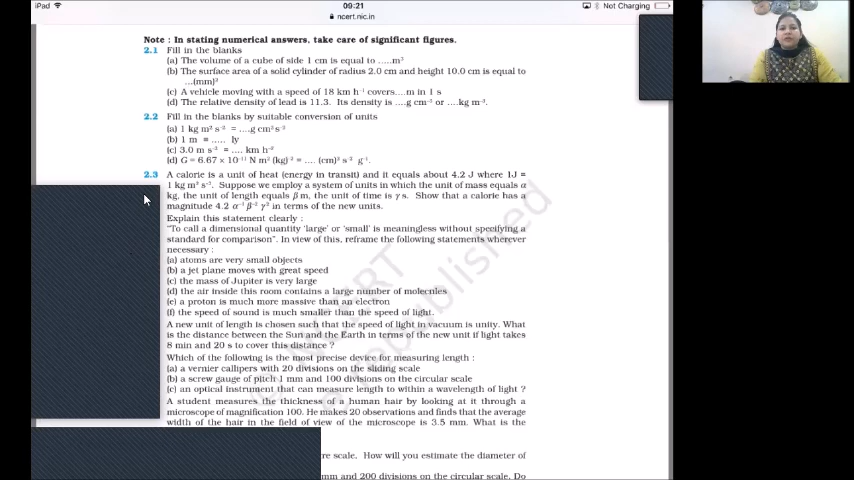 iPad
09:21
Not Charging
ncert.nic.in
Note : In stating numerical answers, take care of significant figures.
2.1 Fill in the blanks
(a) The volume of a cube of side 1 cm is equal to .....m³
(b) The surface area of a solid cylinder of radius 2.0 cm and height 10.0 cm is equal to
...(mm)²
(c) A vehicle moving with a speed of 18 km h⁻¹ covers....m in 1 s
(d) The relative density of lead is 11.3. Its density is ....g cm⁻³ or ....kg m⁻³.
2.2 Fill in the blanks by suitable conversion of units
(a) 1 kg m² s⁻² = ....g cm² s⁻²
(b) 1 m = ..... ly
(c) 3.0 m s⁻² = .... km h⁻²
(d) G = 6.67 × 10⁻¹¹ N m² (kg)⁻² = .... (cm)³ s⁻² g⁻¹.
2.3 A calorie is a unit of heat (energy in transit) and it equals about 4.2 J where 1J =
1 kg m² s⁻². Suppose we employ a system of units in which the unit of mass equals α
kg, the unit of length equals β m, the unit of time is γ s. Show that a calorie has a
magnitude 4.2 α⁻¹ β⁻² γ² in terms of the new units.
Explain this statement clearly :
"To call a dimensional quantity 'large' or 'small' is meaningless without specifying a
standard for comparison". In view of this, reframe the following statements wherever
necessary :
(a) atoms are very small objects
(b) a jet plane moves with great speed
(c) the mass of Jupiter is very large
(d) the air inside this room contains a large number of molecules
(e) a proton is much more massive than an electron
(f) the speed of sound is much smaller than the speed of light.
A new unit of length is chosen such that the speed of light in vacuum is unity. What
is the distance between the Sun and the Earth in terms of the new unit if light takes
8 min and 20 s to cover this distance ?
Which of the following is the most precise device for measuring length :
(a) a vernier callipers with 20 divisions on the sliding scale
(b) a screw gauge of pitch 1 mm and 100 divisions on the circular scale
(c) an optical instrument that can measure length to within a wavelength of light ?
A student measures the thickness of a human hair by looking at it through a
microscope of magnification 100. He makes 20 observations and finds that the average
width of the hair in the field of view of the microscope is 3.5 mm. What is the
re scale. How will you estimate the diameter of
mm and 200 divisions on the circular scale. Do
NCERT
republished